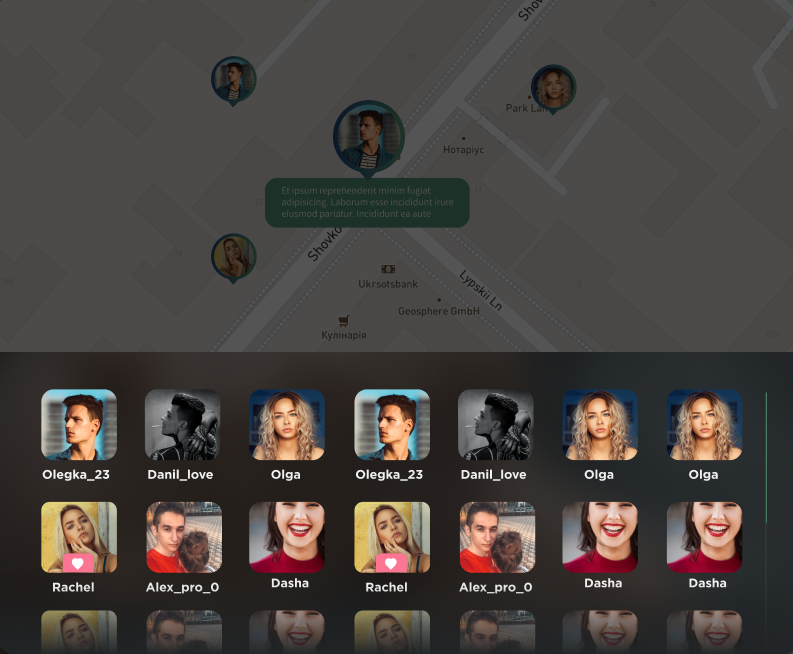 Shov
Park Lan
Нотаріус
Et ipsum reprehenderit minim fugiat
adipisicing. Laborum esse incididunt irure
eiusmod pariatur. Incididunt ea aute
Shovko
Ukrsotsbank
Lypskii Ln
Geosphere GmbH
Кулінарія
Olegka_23 Danil_love Olga Olegka_23 Danil_love Olga Olga
Rachel Alex_pro_0 Dasha Rachel Alex_pro_0 Dasha Dasha